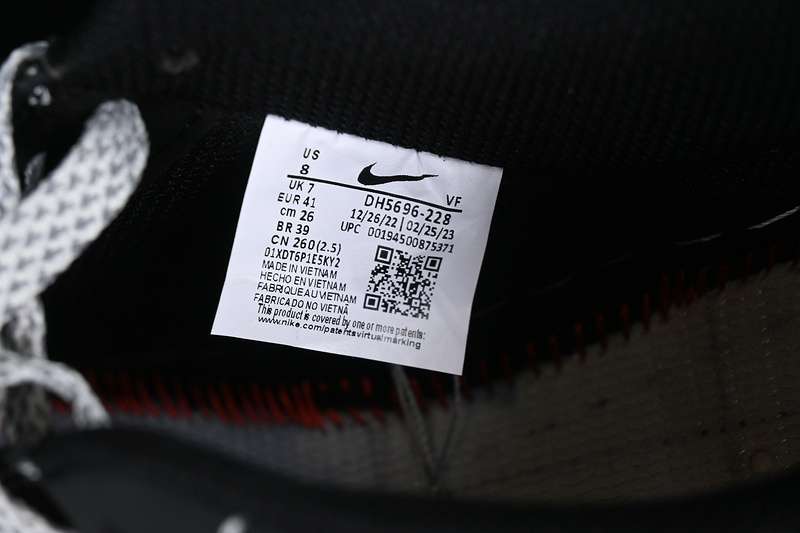 US
8
UK 7
EUR 41
cm 26
BR 39
CN 260(2.5)
01XDT6P1E5KY2
VF
DH5696-228
12/26/22 | 02/25/23
UPC 00194500875371
MADE IN VIETNAM
HECHO EN VIETNAM
FABRIQUE AU VIETNAM
FABRICADO NO VIETNÃ
This product is covered by one or more patents:
www.nike.com/patentsvirtualmarking